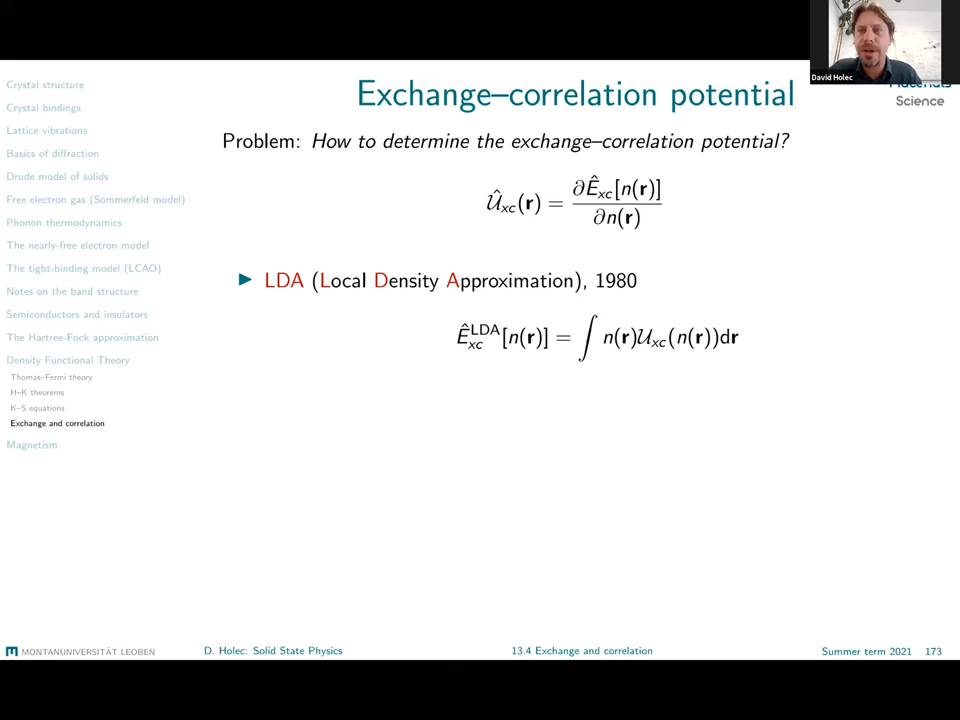 David Holec
Materials
Science
Exchange–correlation potential
Crystal structure
Crystal bindings
Lattice vibrations
Basics of diffraction
Drude model of solids
Free electron gas (Sommerfeld model)
Phonon thermodynamics
The nearly-free electron model
The tight-binding model (LCAO)
Notes on the band structure
Semiconductors and insulators
The Hartree-Fock approximation
Density Functional Theory
Thomas–Fermi theory
H–K theorems
K–S equations
Exchange and correlation
Magnetism
Problem: How to determine the exchange–correlation potential?
𝒰̂_xc(r) = ∂Ê_xc[n(r)] / ∂n(r)
► LDA (Local Density Approximation), 1980
Ê_xc^LDA[n(r)] = ∫ n(r)𝒰_xc(n(r))dr
MONTANUNIVERSITÄT LEOBEN
D. Holec: Solid State Physics
13.4 Exchange and correlation
Summer term 2021 173